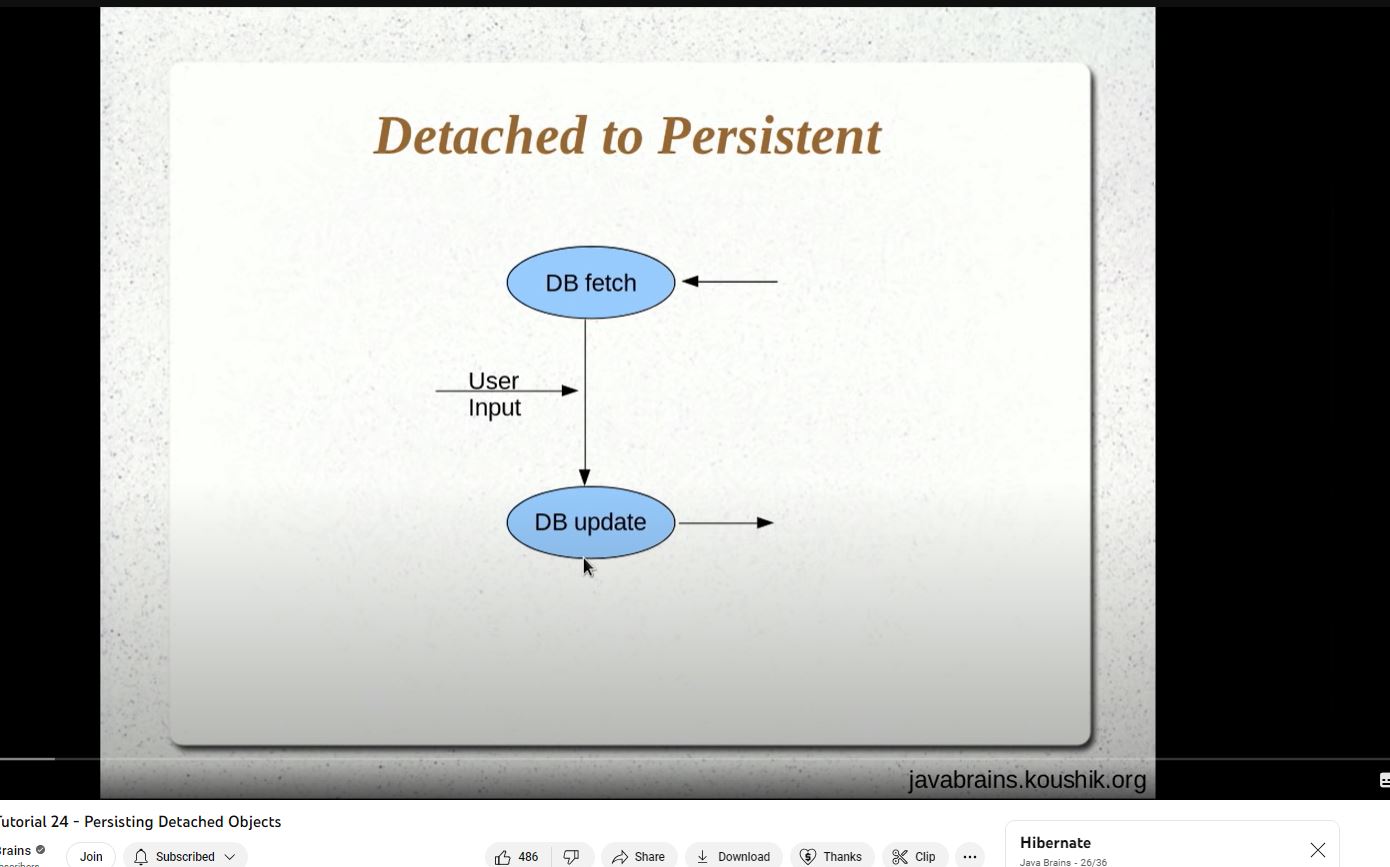 Detached to Persistent
DB fetch
User
Input
DB update
javabrains.koushik.org
Tutorial 24 - Persisting Detached Objects
Brains
Join
Subscribed
486
Share
Download
Thanks
Clip
Hibernate
Java Brains - 26/36